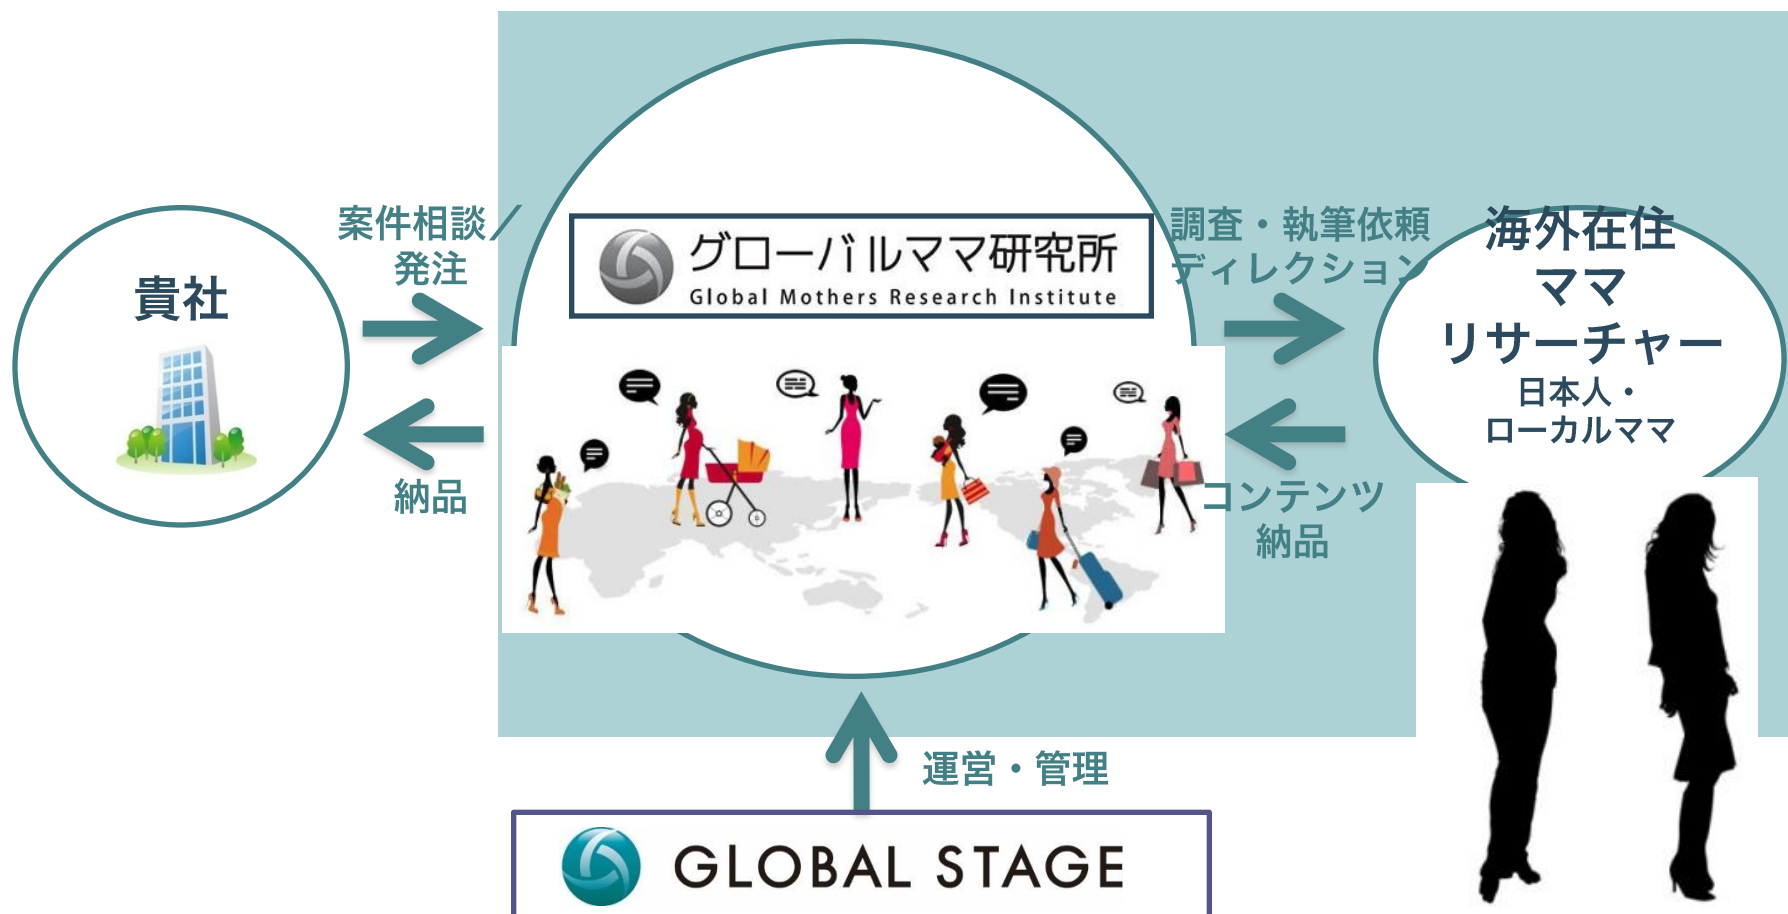 貴社
案件相談／
発注
納品
グローバルママ研究所
Global Mothers Research Institute
調査・執筆依頼
ディレクション
コンテンツ
納品
海外在住
ママ
リサーチャー
日本人・
ローカルママ
運営・管理
GLOBAL STAGE